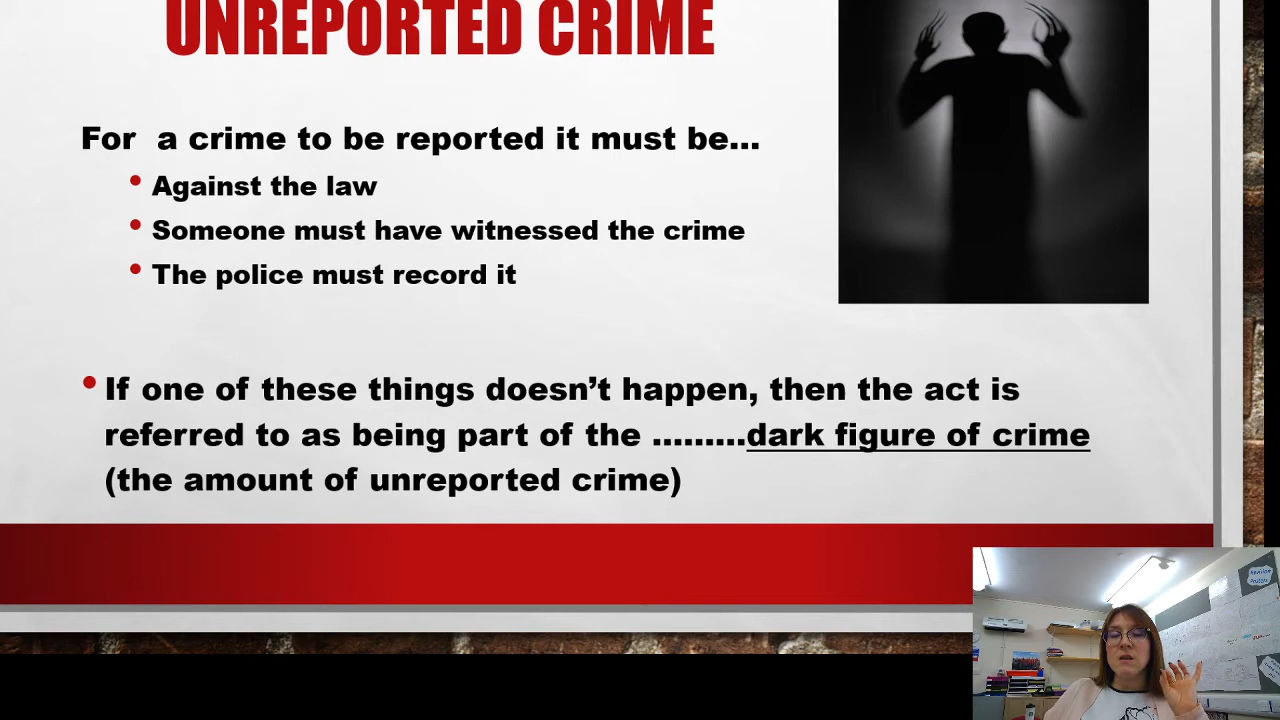 UNREPORTED CRIME
For a crime to be reported it must be...
• Against the law
• Someone must have witnessed the crime
• The police must record it
• If one of these things doesn't happen, then the act is
referred to as being part of the .........dark figure of crime
(the amount of unreported crime)